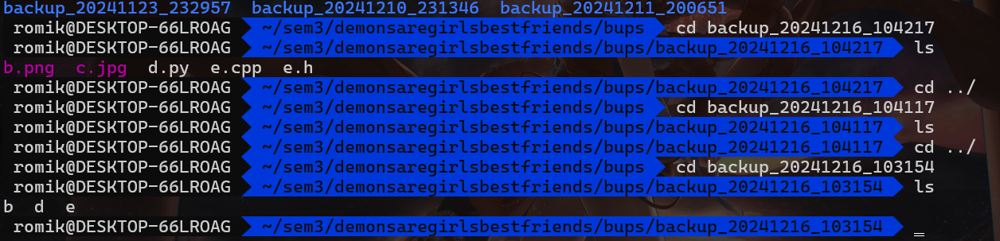 backup_20241123_232957  backup_20241210_231346  backup_20241211_200651
romik@DESKTOP-66LROAG  ~/sem3/demonsaregirlsbestfriends/bups  cd backup_20241216_104217
romik@DESKTOP-66LROAG  ~/sem3/demonsaregirlsbestfriends/bups/backup_20241216_104217  ls
b.png  c.jpg  d.py  e.cpp  e.h
romik@DESKTOP-66LROAG  ~/sem3/demonsaregirlsbestfriends/bups/backup_20241216_104217  cd ../
romik@DESKTOP-66LROAG  ~/sem3/demonsaregirlsbestfriends/bups  cd backup_20241216_104117
romik@DESKTOP-66LROAG  ~/sem3/demonsaregirlsbestfriends/bups/backup_20241216_104117  ls
romik@DESKTOP-66LROAG  ~/sem3/demonsaregirlsbestfriends/bups/backup_20241216_104117  cd ../
romik@DESKTOP-66LROAG  ~/sem3/demonsaregirlsbestfriends/bups  cd backup_20241216_103154
romik@DESKTOP-66LROAG  ~/sem3/demonsaregirlsbestfriends/bups/backup_20241216_103154  ls
b  d  e
romik@DESKTOP-66LROAG  ~/sem3/demonsaregirlsbestfriends/bups/backup_20241216_103154  _